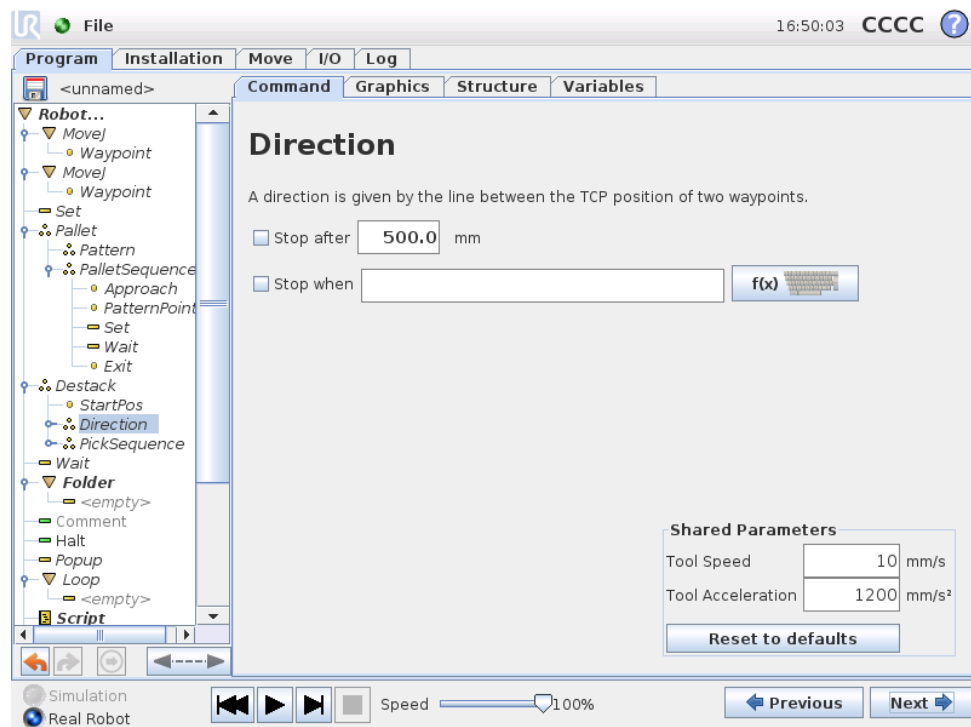 UR File 16:50:03 CCCC ?
Program Installation Move I/O Log
<unnamed>
Command Graphics Structure Variables
Robot...
MoveJ
Waypoint
MoveJ
Waypoint
Set
Pallet
Pattern
PalletSequence
Approach
PatternPoint
Set
Wait
Exit
Destack
StartPos
Direction
PickSequence
Wait
Folder
<empty>
Comment
Halt
Popup
Loop
<empty>
Script
Direction
A direction is given by the line between the TCP position of two waypoints.
Stop after 500.0 mm
Stop when f(x)
Shared Parameters
Tool Speed 10 mm/s
Tool Acceleration 1200 mm/s²
Reset to defaults
Simulation
Real Robot
Speed 100%
Previous Next